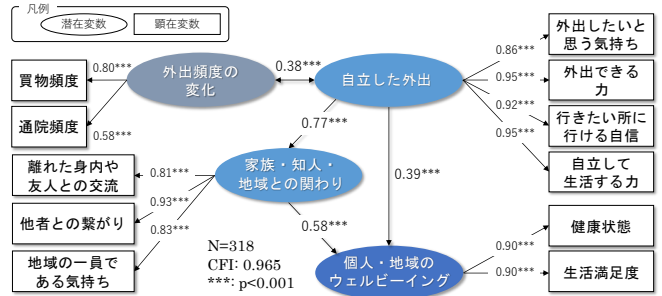 凡例
潜在変数
顕在変数
外出頻度の
変化
0.38***
自立した外出
0.80***
買物頻度
0.58***
通院頻度
0.86***
外出したいと
思う気持ち
0.95***
外出できる
力
0.92***
行きたい所に
行ける自信
0.95***
自立して
生活する力
0.77***
0.39***
家族・知人・
地域との関わり
0.81***
離れた身内や
友人との交流
0.93***
他者との繋がり
0.83***
地域の一員で
ある気持ち
0.58***
N=318
CFI: 0.965
***: p<0.001
個人・地域の
ウェルビーイング
0.90***
健康状態
0.90***
生活満足度